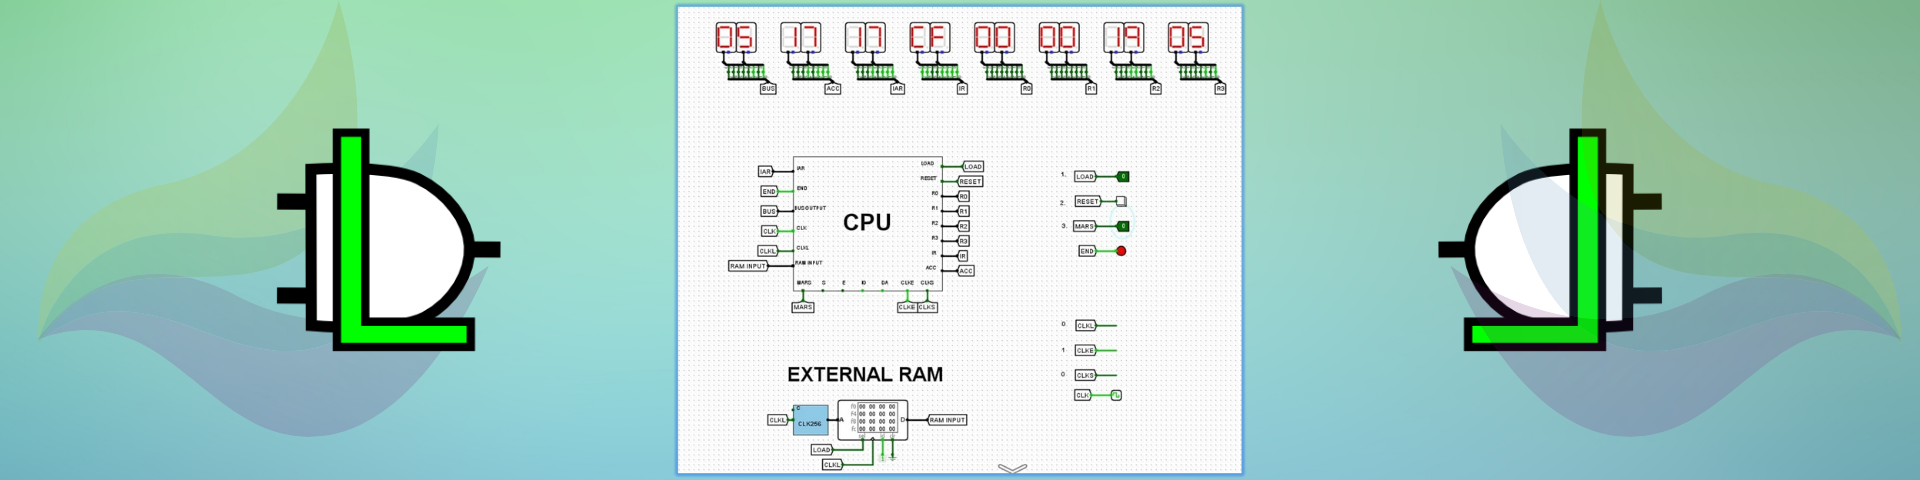 05 17 17 CF 00 00 19 05
BUS ACC IAR IR R0 R1 R2 R3
IAR
END
BUS
CLK
CLKL
RAM INPUT
IAR
END
BUS OUTPUT
CLK
CLKL
RAM INPUT
CPU
LOAD
RESET
R0
R1
R2
R3
IR
ACC
LOAD
RESET
R0
R1
R2
R3
IR
ACC
MARS S E IO DA CLKE CLKS
MARS CLKE CLKS
1. LOAD 0
2. RESET
3. MARS 0
END
0 CLKL
1 CLKE
0 CLKS
CLK
EXTERNAL RAM
CLKL
C
CLK256
A
F0 00 00 00 00
F4 00 00 00 00
F8 00 00 00 00
Fc 00 00 00 00
D
RAM INPUT
LOAD
CLKL